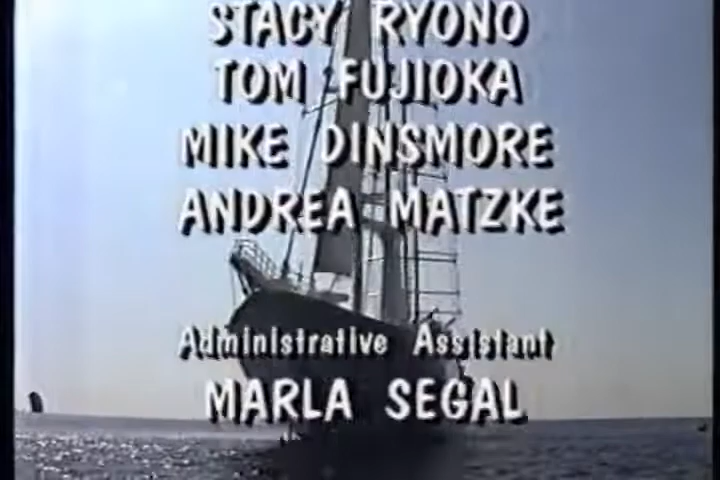 STACY RYONO
TOM FUJIOKA
MIKE DINSMORE
ANDREA MATZKE
Administrative Assistant
MARLA SEGAL